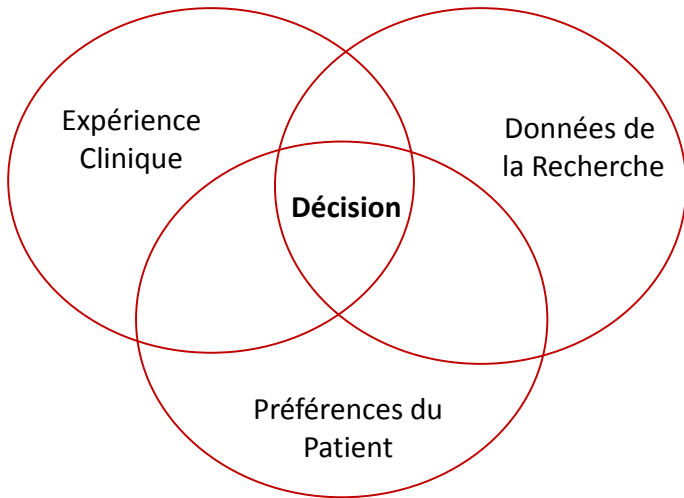 Expérience
Clinique
Données de
la Recherche
Décision
Préférences du
Patient